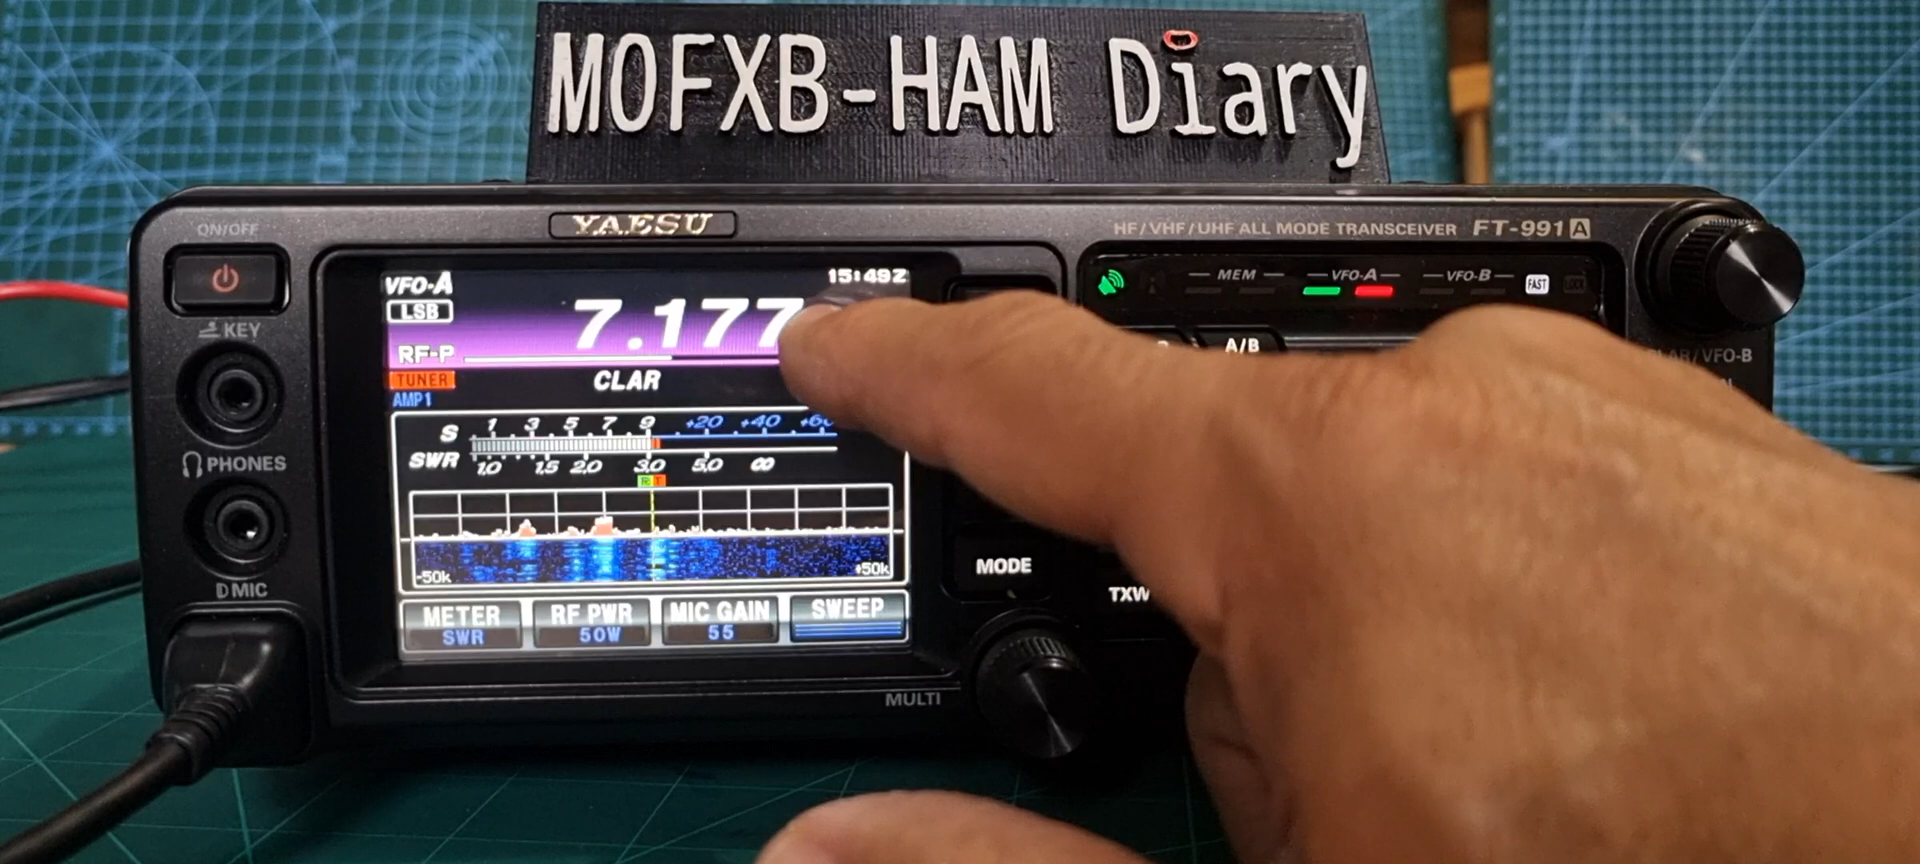 M0FXB-HAM Diary
YAESU
HF/VHF/UHF ALL MODE TRANSCEIVER FT-991A
ON/OFF
KEY
PHONES
D MIC
VFO-A 15:49Z
LSB 7.177
RF-P
TUNER CLAR
AMP1
S 1 3 5 7 9 +20 +40 +60
SWR 1.0 1.5 2.0 3.0 5.0 ∞
R T
-50k +50k
METER RF PWR MIC GAIN SWEEP
SWR 50W 55
MEM VFO-A VFO-B FAST
A/B
/VFO-B
MODE
TXW
MULTI